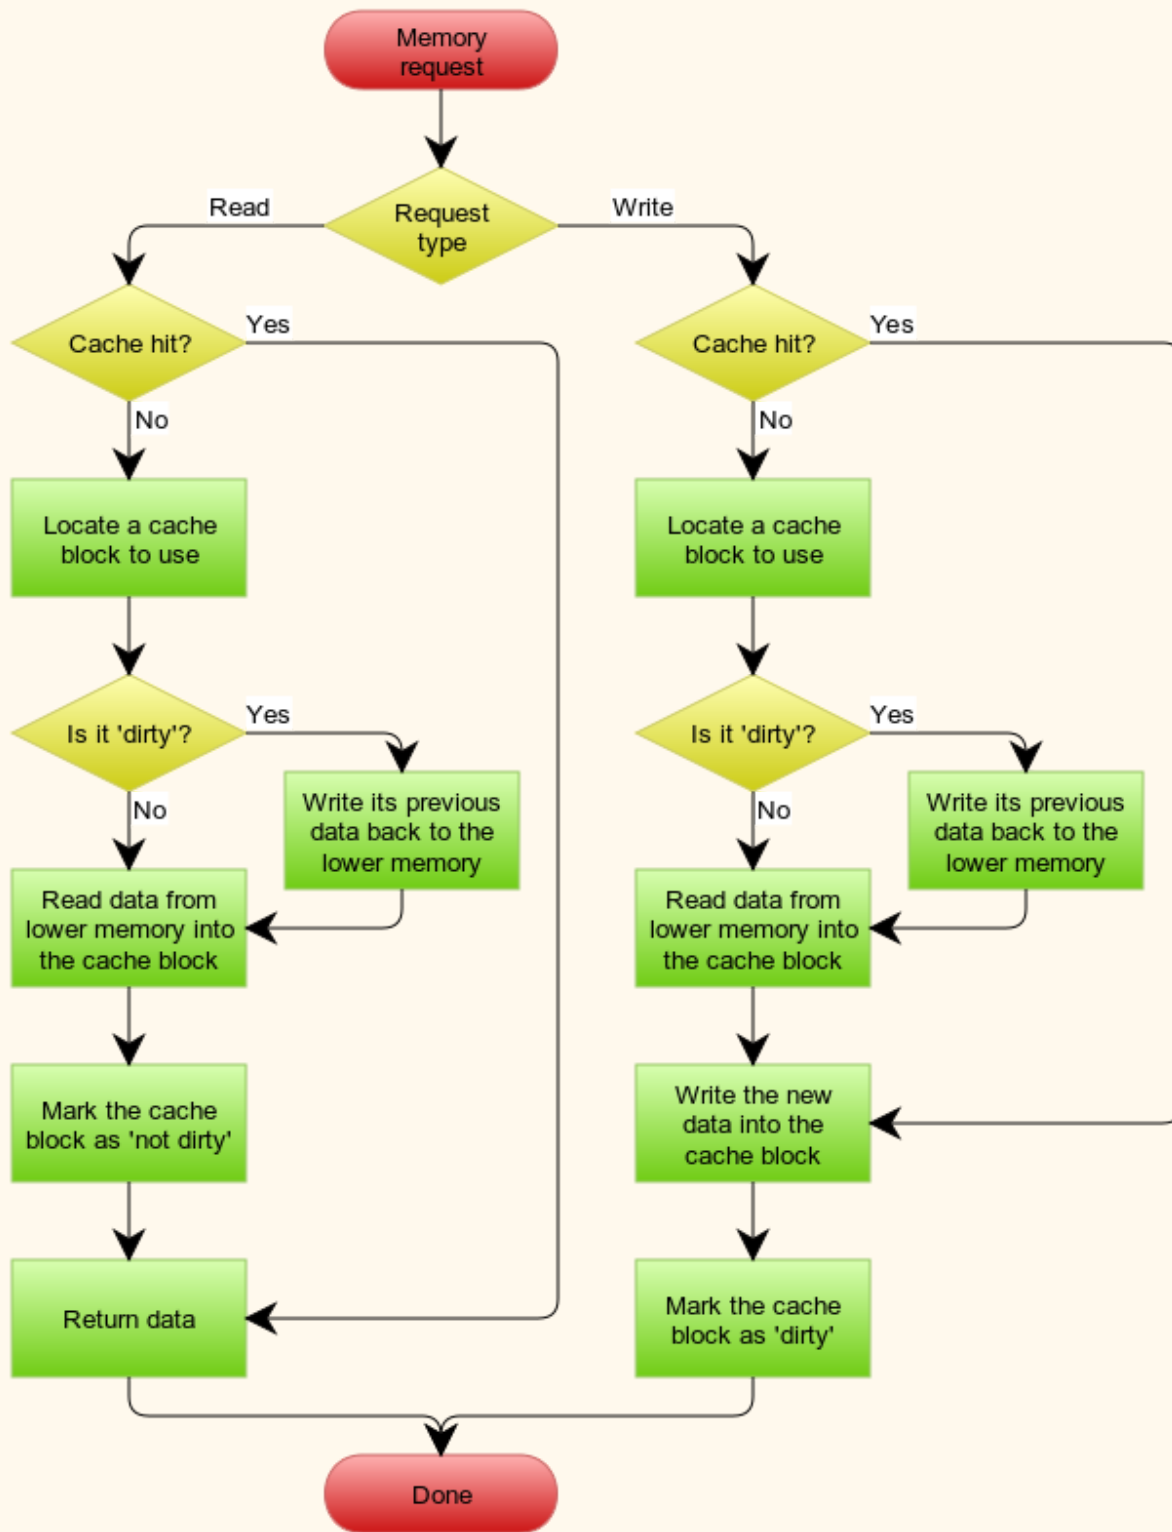 Memory
request
Request
type
Read
Write
Cache hit?
Yes
No
Cache hit?
Yes
No
Locate a cache
block to use
Locate a cache
block to use
Is it 'dirty'?
Yes
No
Is it 'dirty'?
Yes
No
Write its previous
data back to the
lower memory
Write its previous
data back to the
lower memory
Read data from
lower memory into
the cache block
Read data from
lower memory into
the cache block
Mark the cache
block as 'not dirty'
Write the new
data into the
cache block
Return data
Mark the cache
block as 'dirty'
Done